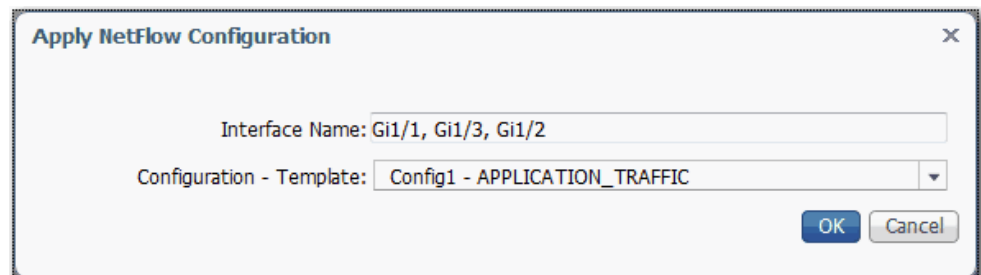 Apply NetFlow Configuration
Interface Name: Gi1/1, Gi1/3, Gi1/2
Configuration - Template: Config1 - APPLICATION_TRAFFIC
OK Cancel